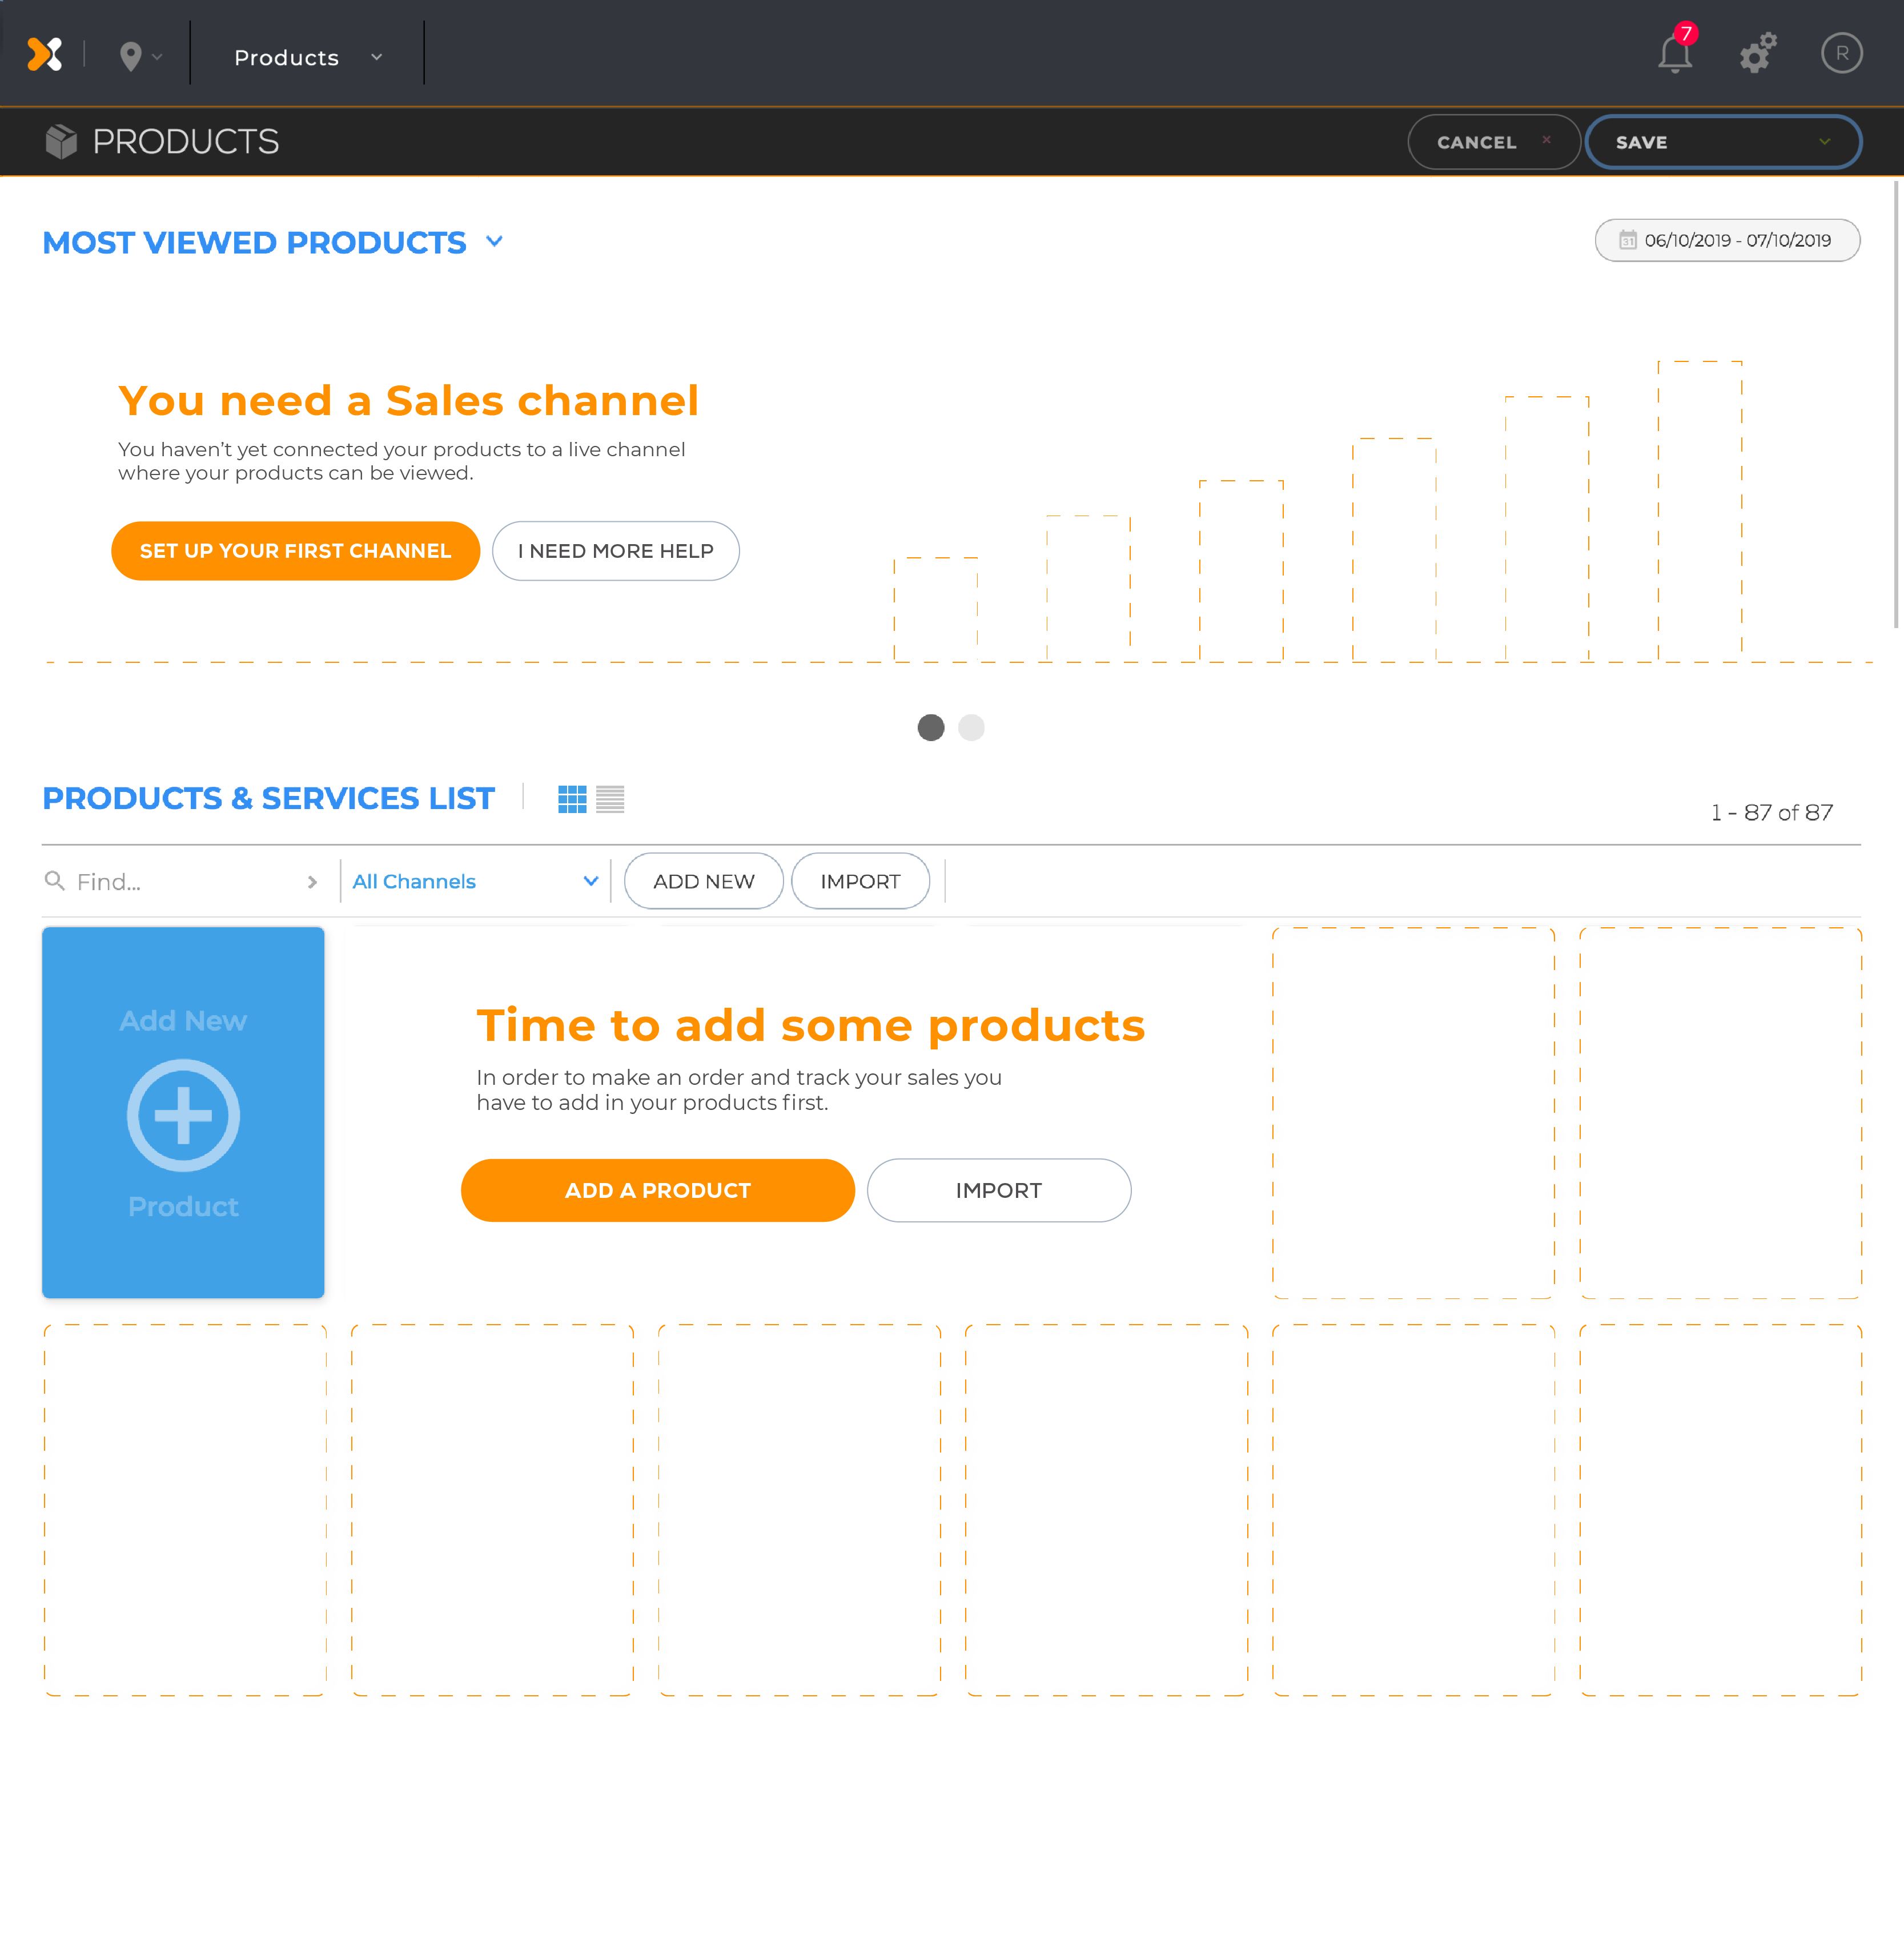 Products
7
R
PRODUCTS
CANCEL
SAVE
MOST VIEWED PRODUCTS
31
06/10/2019 - 07/10/2019
You need a Sales channel
You haven't yet connected your products to a live channel
where your products can be viewed.
SET UP YOUR FIRST CHANNEL
I NEED MORE HELP
PRODUCTS & SERVICES LIST
1 - 87 of 87
Find...
All Channels
ADD NEW
IMPORT
Add New
Product
Time to add some products
In order to make an order and track your sales you
have to add in your products first.
ADD A PRODUCT
IMPORT